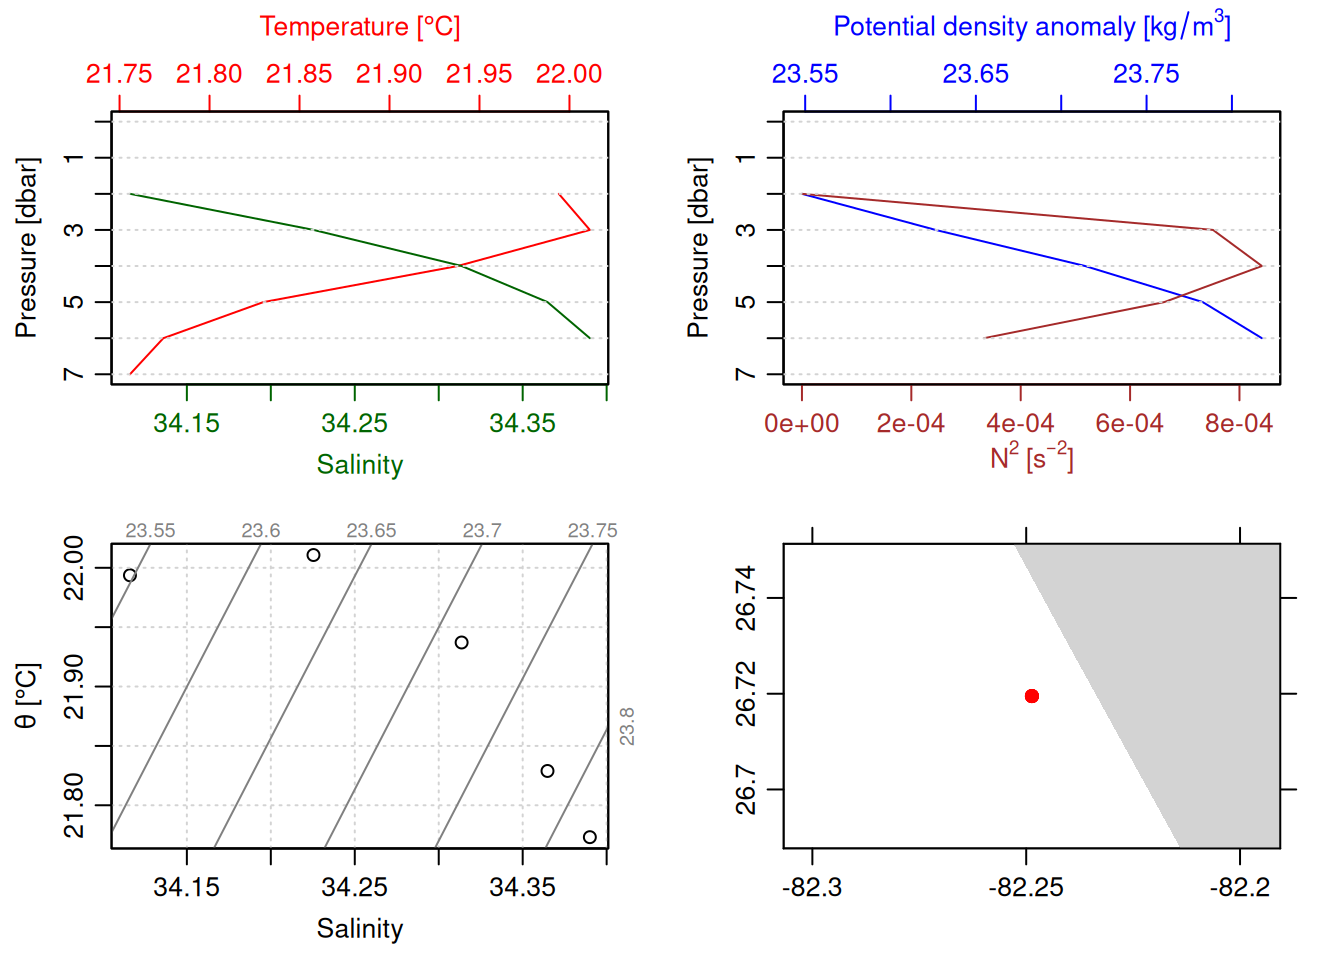 Temperature [°C]
21.75 21.80 21.85 21.90 21.95 22.00
Pressure [dbar]
1
3
5
7
34.15 34.25 34.35
Salinity
Potential density anomaly [kg/m³]
23.55 23.65 23.75
Pressure [dbar]
1
3
5
7
0e+00 2e-04 4e-04 6e-04 8e-04
N² [s⁻²]
23.55 23.6 23.65 23.7 23.75
23.8
θ [°C]
22.00
21.90
21.80
34.15 34.25 34.35
Salinity
26.74
26.72
26.7
-82.3 -82.25 -82.2